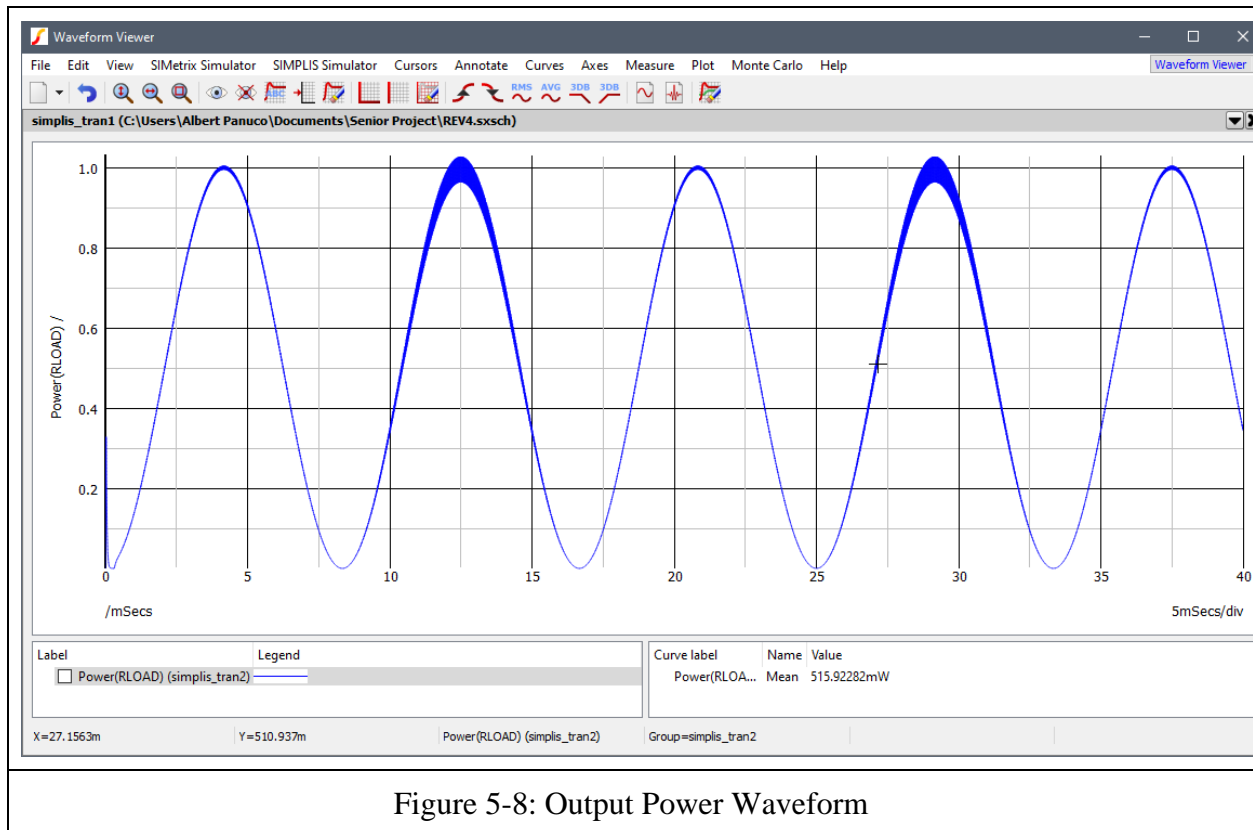 Waveform Viewer
File Edit View SIMetrix Simulator SIMPLIS Simulator Cursors Annotate Curves Axes Measure Plot Monte Carlo Help Waveform Viewer
ABC RMS AVG 3DB 3DB
simplis_tran1 (C:\Users\Albert Panuco\Documents\Senior Project\REV4.sxsch)
Power(RLOAD) /
1.0
0.8
0.6
0.4
0.2
0 5 10 15 20 25 30 35 40
/mSecs 5mSecs/div
Label Legend
Power(RLOAD) (simplis_tran2)
Curve label Name Value
Power(RLOA... Mean 515.92282mW
X=27.1563m Y=510.937m Power(RLOAD) (simplis_tran2) Group=simplis_tran2
Figure 5-8: Output Power Waveform